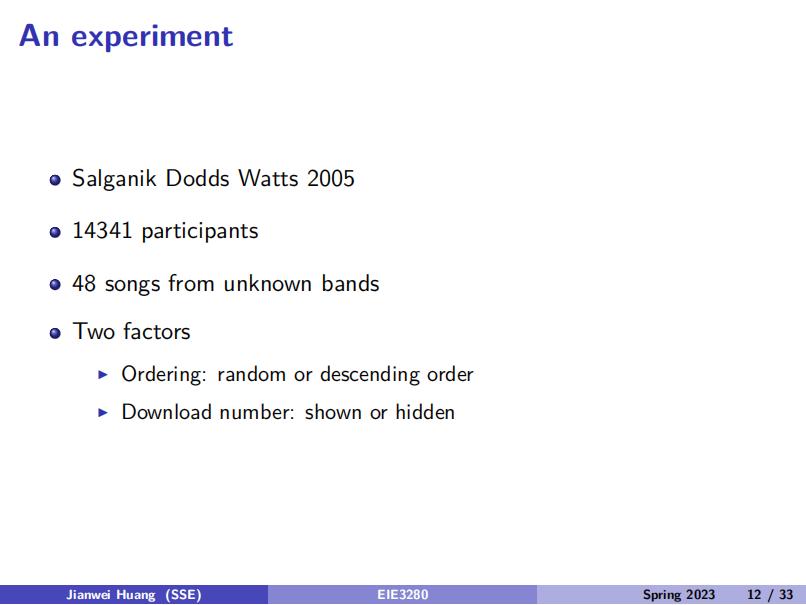 An experiment
Salganik Dodds Watts 2005
14341 participants
48 songs from unknown bands
Two factors
Ordering: random or descending order
Download number: shown or hidden
Jianwei Huang (SSE) EIE3280 Spring 2023 12 / 33